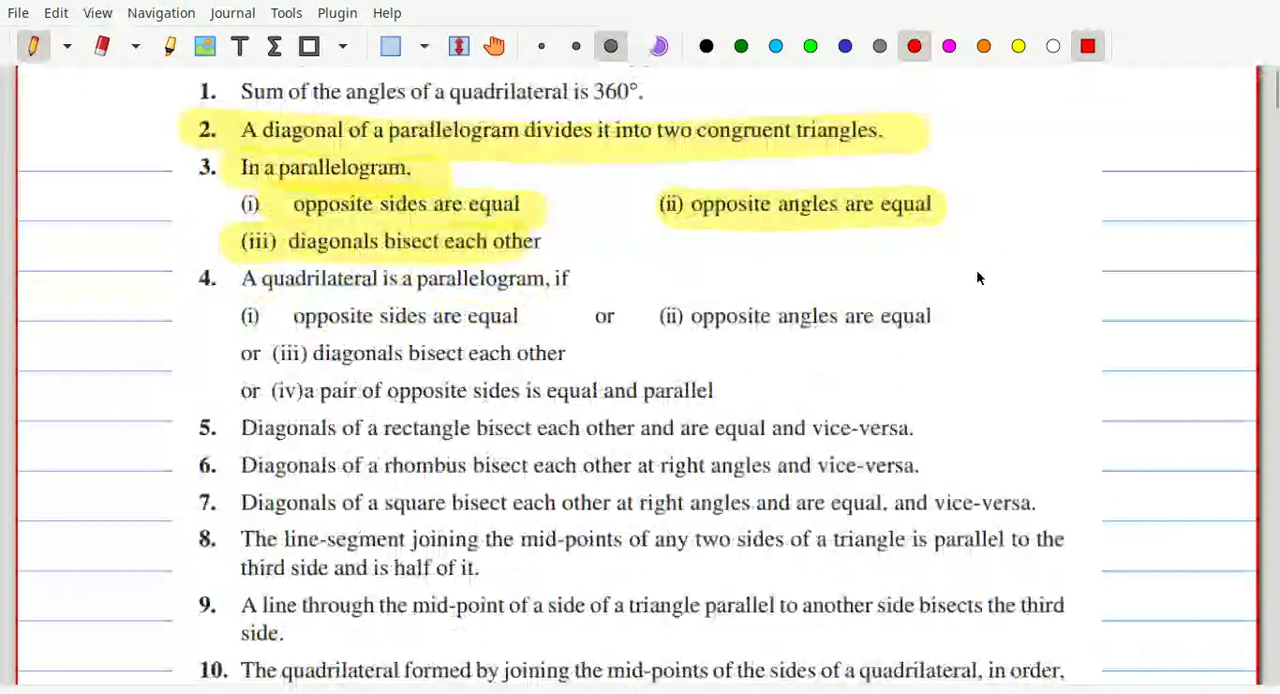 File Edit View Navigation Journal Tools Plugin Help
1. Sum of the angles of a quadrilateral is 360°.
2. A diagonal of a parallelogram divides it into two congruent triangles.
3. In a parallelogram,
(i) opposite sides are equal (ii) opposite angles are equal
(iii) diagonals bisect each other
4. A quadrilateral is a parallelogram, if
(i) opposite sides are equal or (ii) opposite angles are equal
or (iii) diagonals bisect each other
or (iv)a pair of opposite sides is equal and parallel
5. Diagonals of a rectangle bisect each other and are equal and vice-versa.
6. Diagonals of a rhombus bisect each other at right angles and vice-versa.
7. Diagonals of a square bisect each other at right angles and are equal, and vice-versa.
8. The line-segment joining the mid-points of any two sides of a triangle is parallel to the
third side and is half of it.
9. A line through the mid-point of a side of a triangle parallel to another side bisects the third
side.
10. The quadrilateral formed by joining the mid-points of the sides of a quadrilateral, in order,